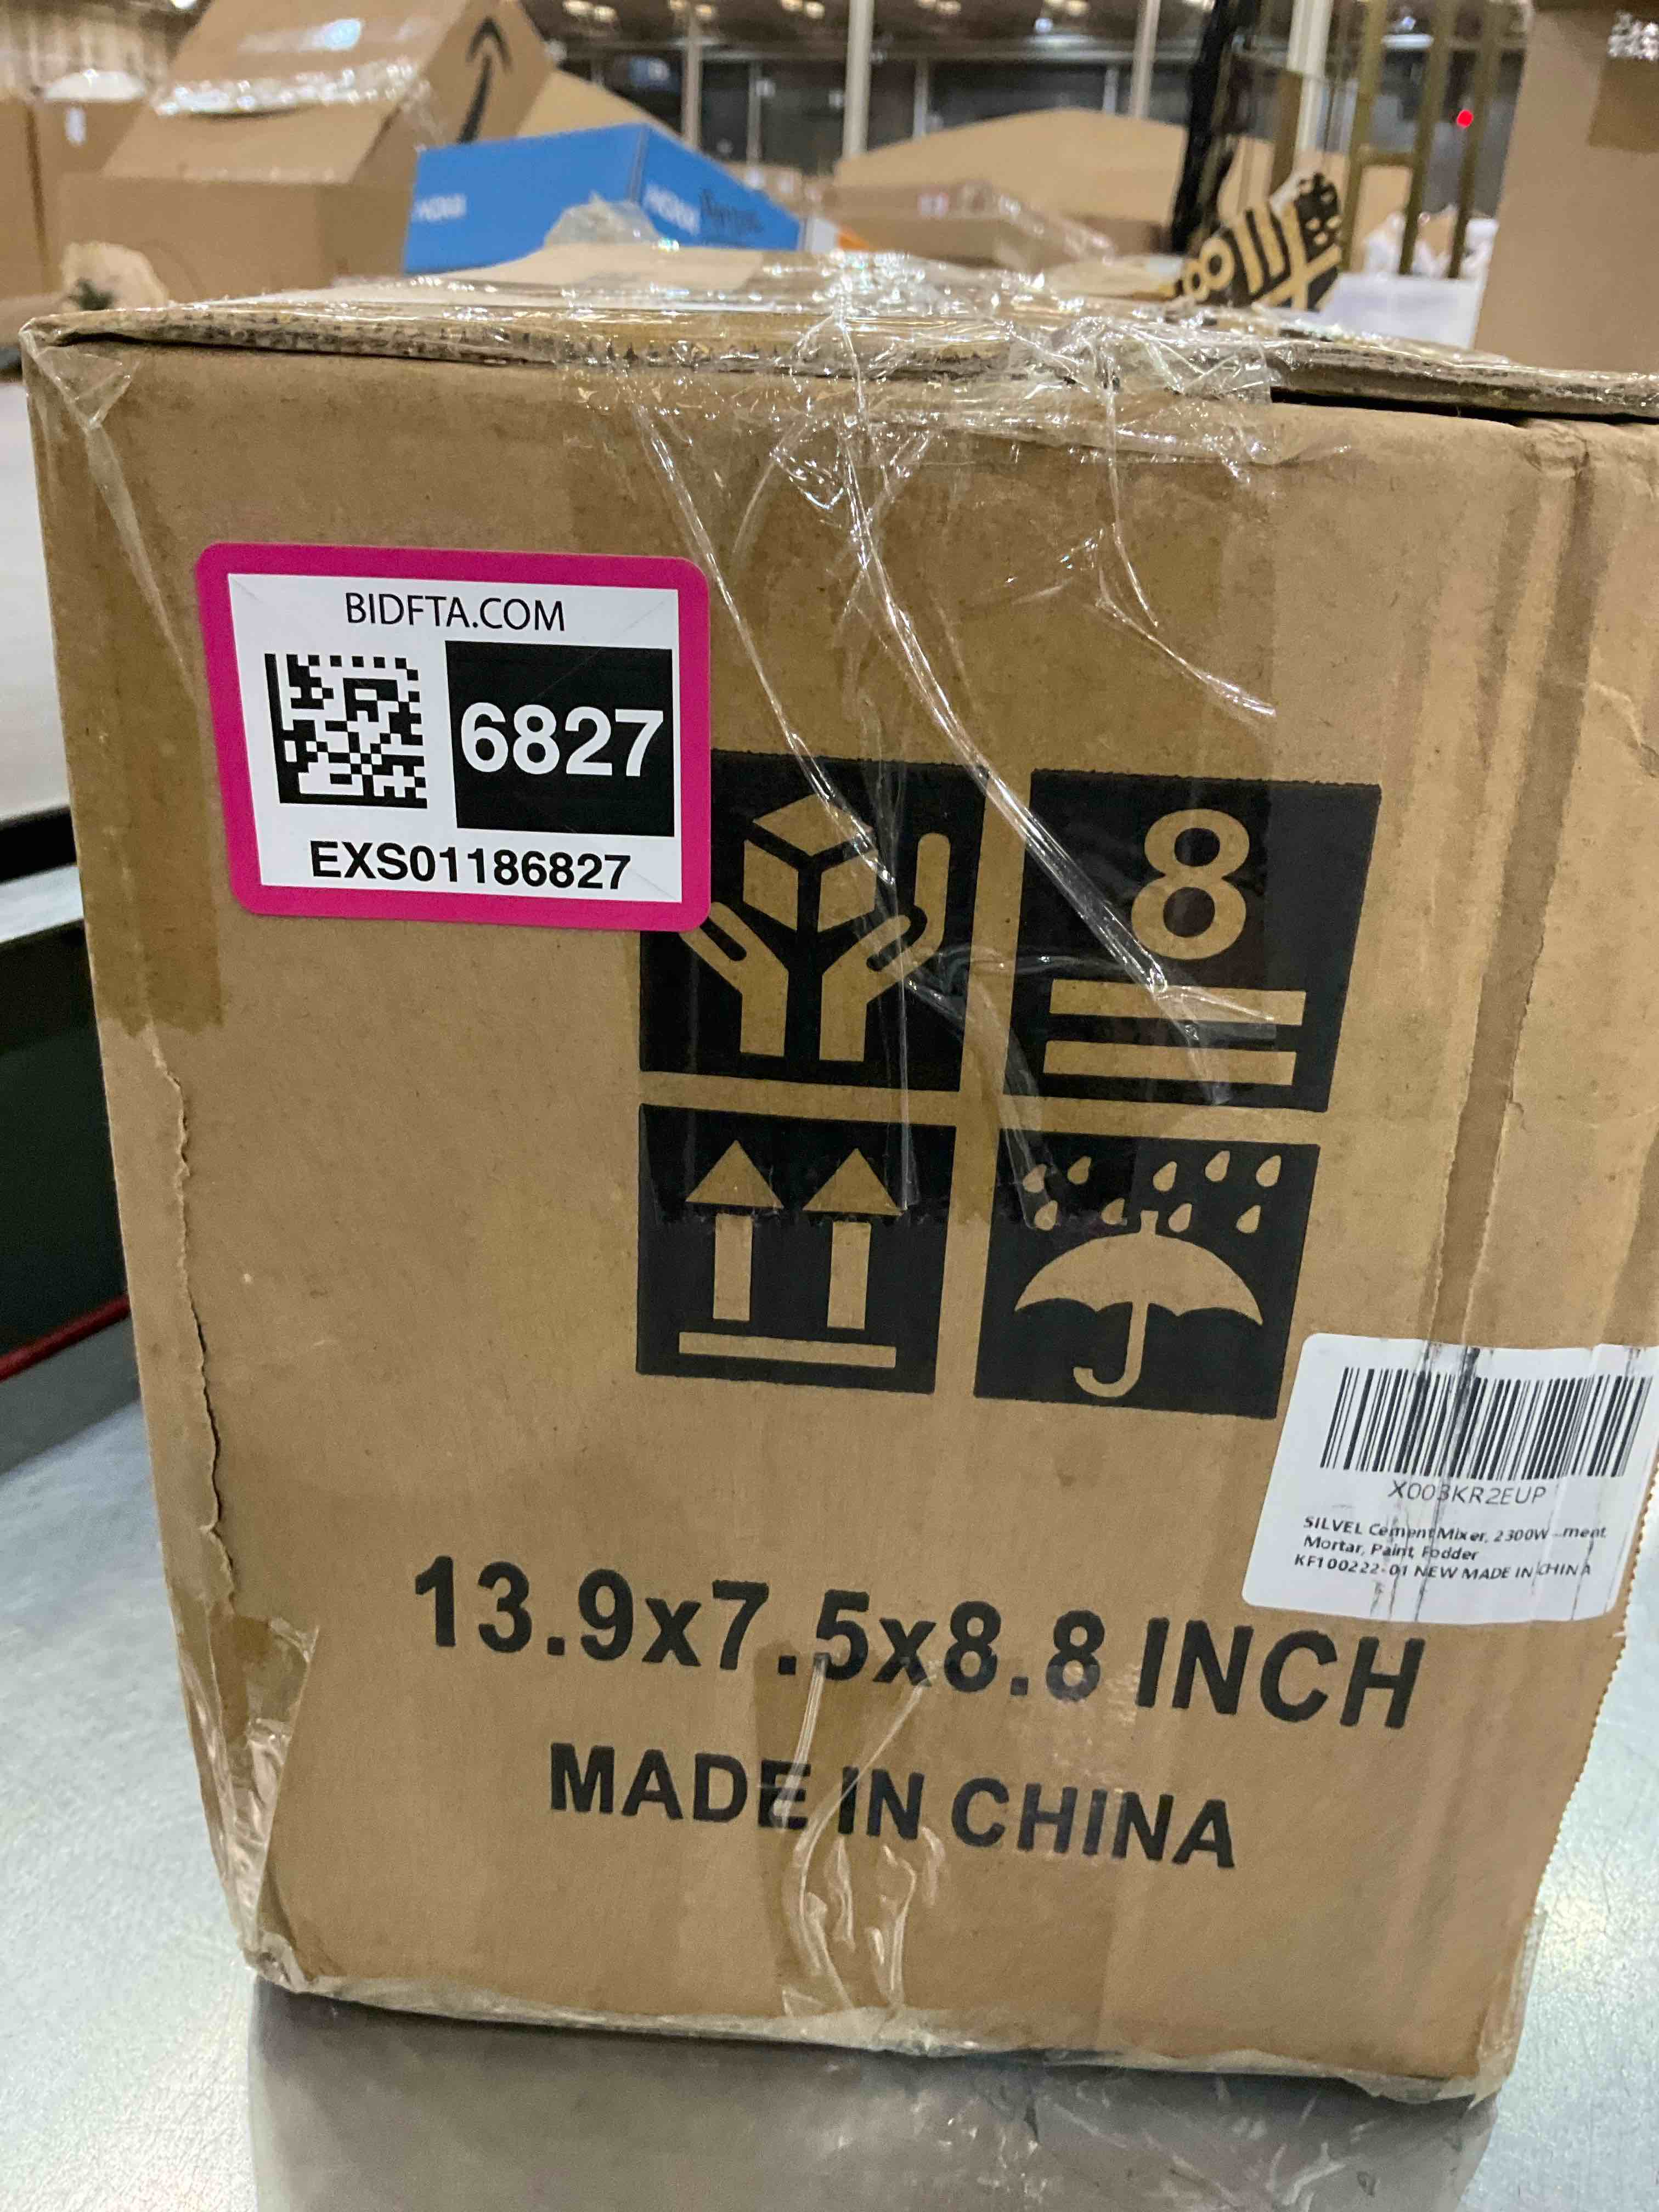 BIDFTA.COM
6827
EXS01186827
8
X003KR2EUP
SILVEL Cement Mixer, 2300W ...ment,
Mortar, Paint, Fodder
KF100222-01 NEW MADE IN CHINA
13.9x7.5x8.8 INCH
MADE IN CHINA